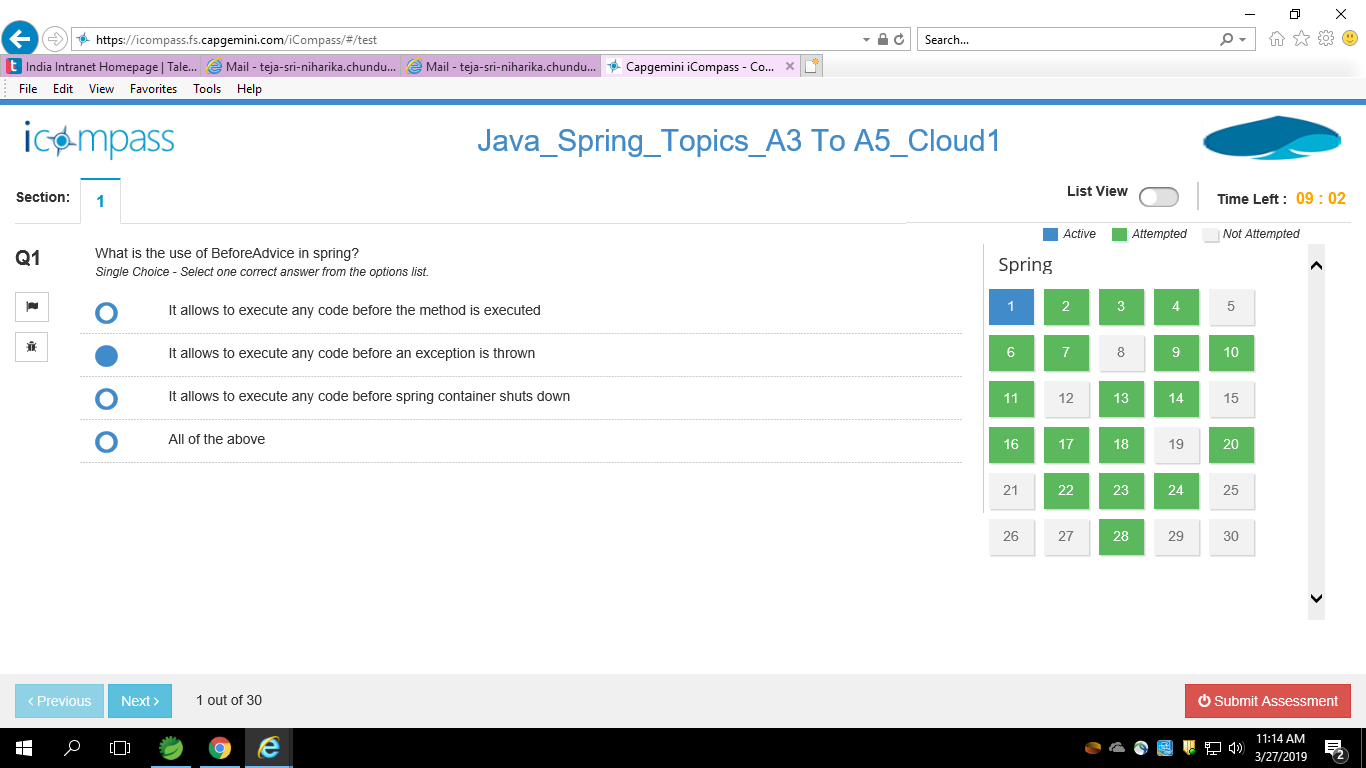 https://icompass.fs.capgemini.com/iCompass/#/test
Search...
India Intranet Homepage | Tale...
Mail - teja-sri-niharika.chundu...
Mail - teja-sri-niharika.chundu...
Capgemini iCompass - Co...
File Edit View Favorites Tools Help
icompass
Java_Spring_Topics_A3 To A5_Cloud1
Section: 1
List View
Time Left : 09 : 02
Active Attempted Not Attempted
Q1
What is the use of BeforeAdvice in spring?
Single Choice - Select one correct answer from the options list.
It allows to execute any code before the method is executed
It allows to execute any code before an exception is thrown
It allows to execute any code before spring container shuts down
All of the above
Spring
1 2 3 4 5
6 7 8 9 10
11 12 13 14 15
16 17 18 19 20
21 22 23 24 25
26 27 28 29 30
‹ Previous
Next ›
1 out of 30
Submit Assessment
11:14 AM
3/27/2019
2